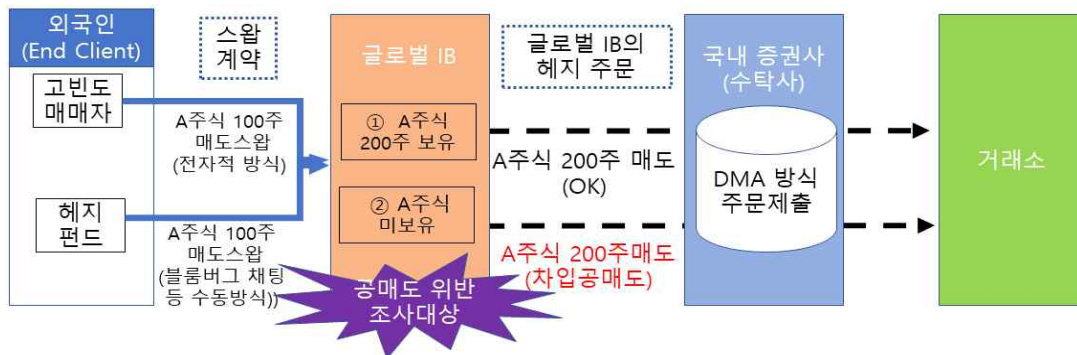 외국인
(End Client)
고빈도
매매자
헤지
펀드
스왑
계약
A주식 100주
매도스왑
(전자적 방식)
A주식 100주
매도스왑
(블룸버그 채팅
등 수동방식))
글로벌 IB
① A주식
200주 보유
② A주식
미보유
공매도 위반
조사대상
글로벌 IB의
헤지 주문
A주식 200주 매도
(OK)
A주식 200주매도
(차입공매도)
국내 증권사
(수탁사)
DMA 방식
주문제출
거래소